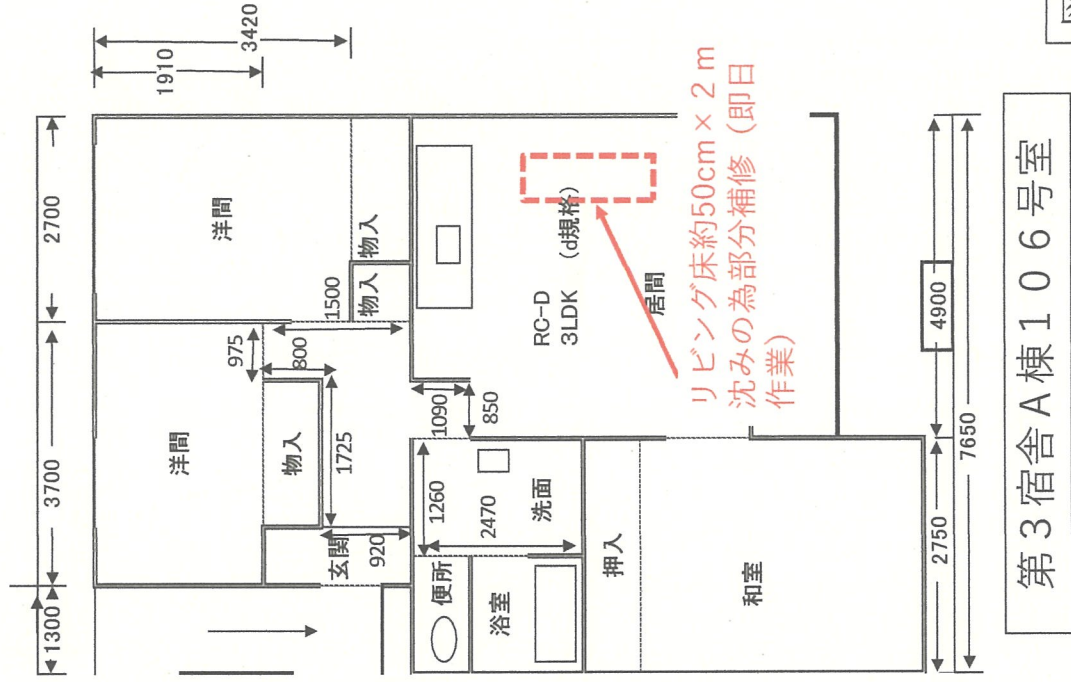 1300
3700
2700
1910
3420
洋間
洋間
975
800
1500
物入
物入
物入
1725
玄関
920
便所
浴室
1260
2470
洗面
1090
850
RC-D (d規格)
3LDK
居間
リビング床約50cm×2m
沈みの為部分補修（即日
作業）
押入
和室
2750
4900
7650
第3宿舎A棟106号室